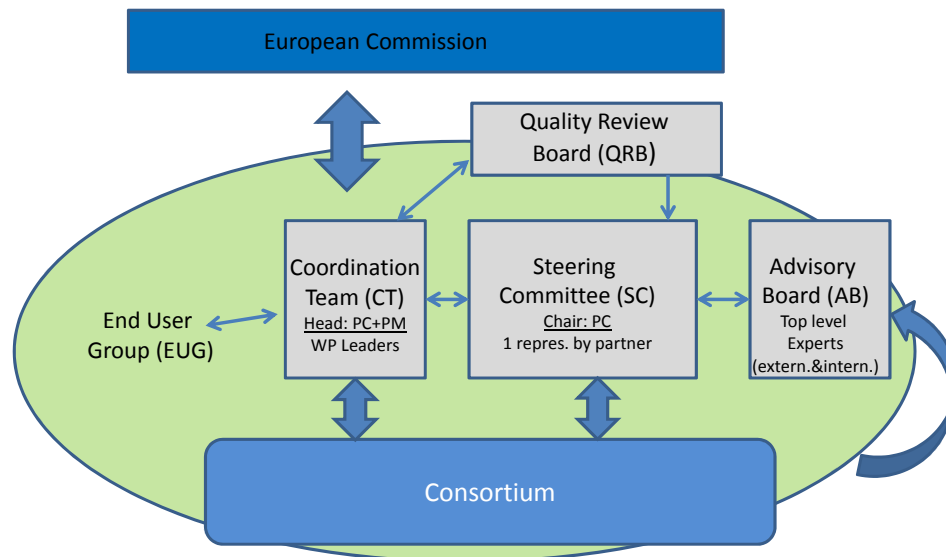 European Commission
Quality Review
Board (QRB)
Coordination
Team (CT)
Head: PC+PM
WP Leaders
Steering
Committee (SC)
Chair: PC
1 repres. by partner
Advisory
Board (AB)
Top level
Experts
(extern.&intern.)
End User
Group (EUG)
Consortium